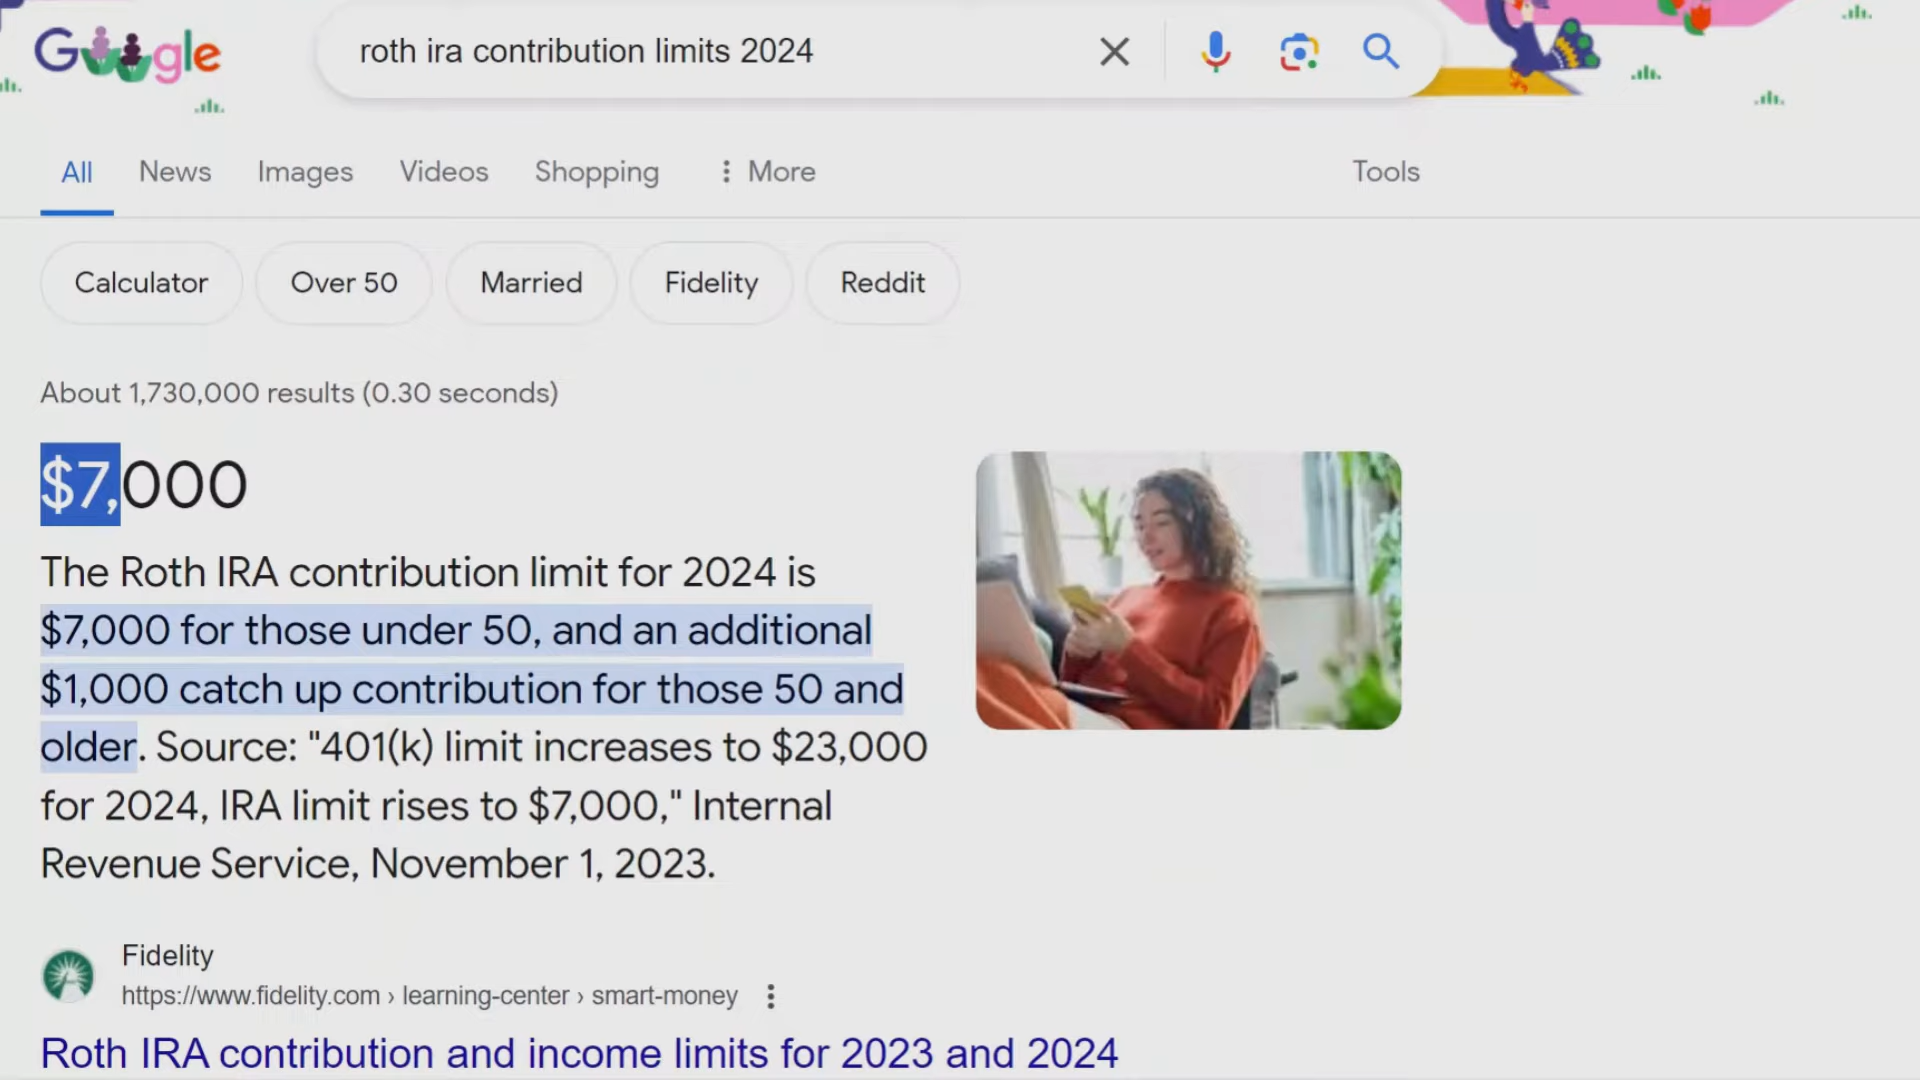 Google
roth ira contribution limits 2024
All News Images Videos Shopping More Tools
Calculator Over 50 Married Fidelity Reddit
About 1,730,000 results (0.30 seconds)
$7,000
The Roth IRA contribution limit for 2024 is
$7,000 for those under 50, and an additional
$1,000 catch up contribution for those 50 and
older. Source: "401(k) limit increases to $23,000
for 2024, IRA limit rises to $7,000," Internal
Revenue Service, November 1, 2023.
Fidelity
https://www.fidelity.com › learning-center › smart-money
Roth IRA contribution and income limits for 2023 and 2024